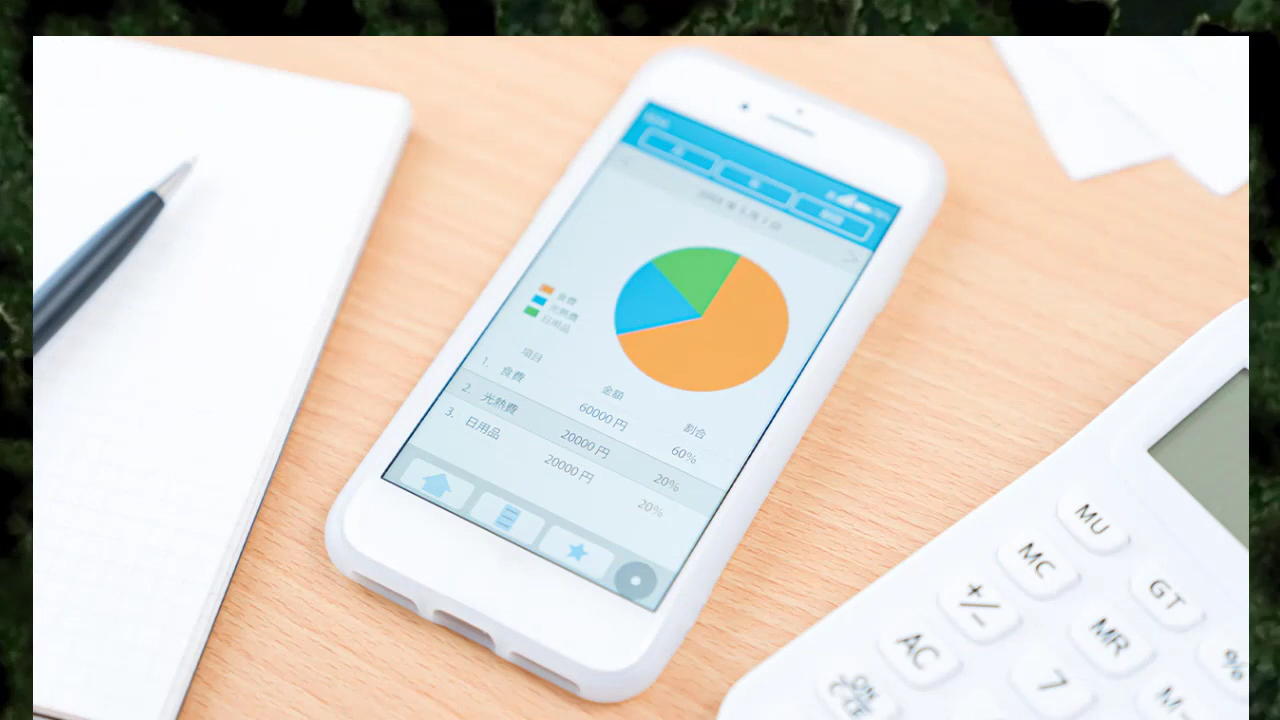 食費
光熱費
日用品
項目 金額 割合
1. 食費 60000 円 60%
2. 光熱費 20000 円 20%
3. 日用品 20000 円 20%
MU
MC GT
+/− MR %
AC 7 M−
ON
C·CE